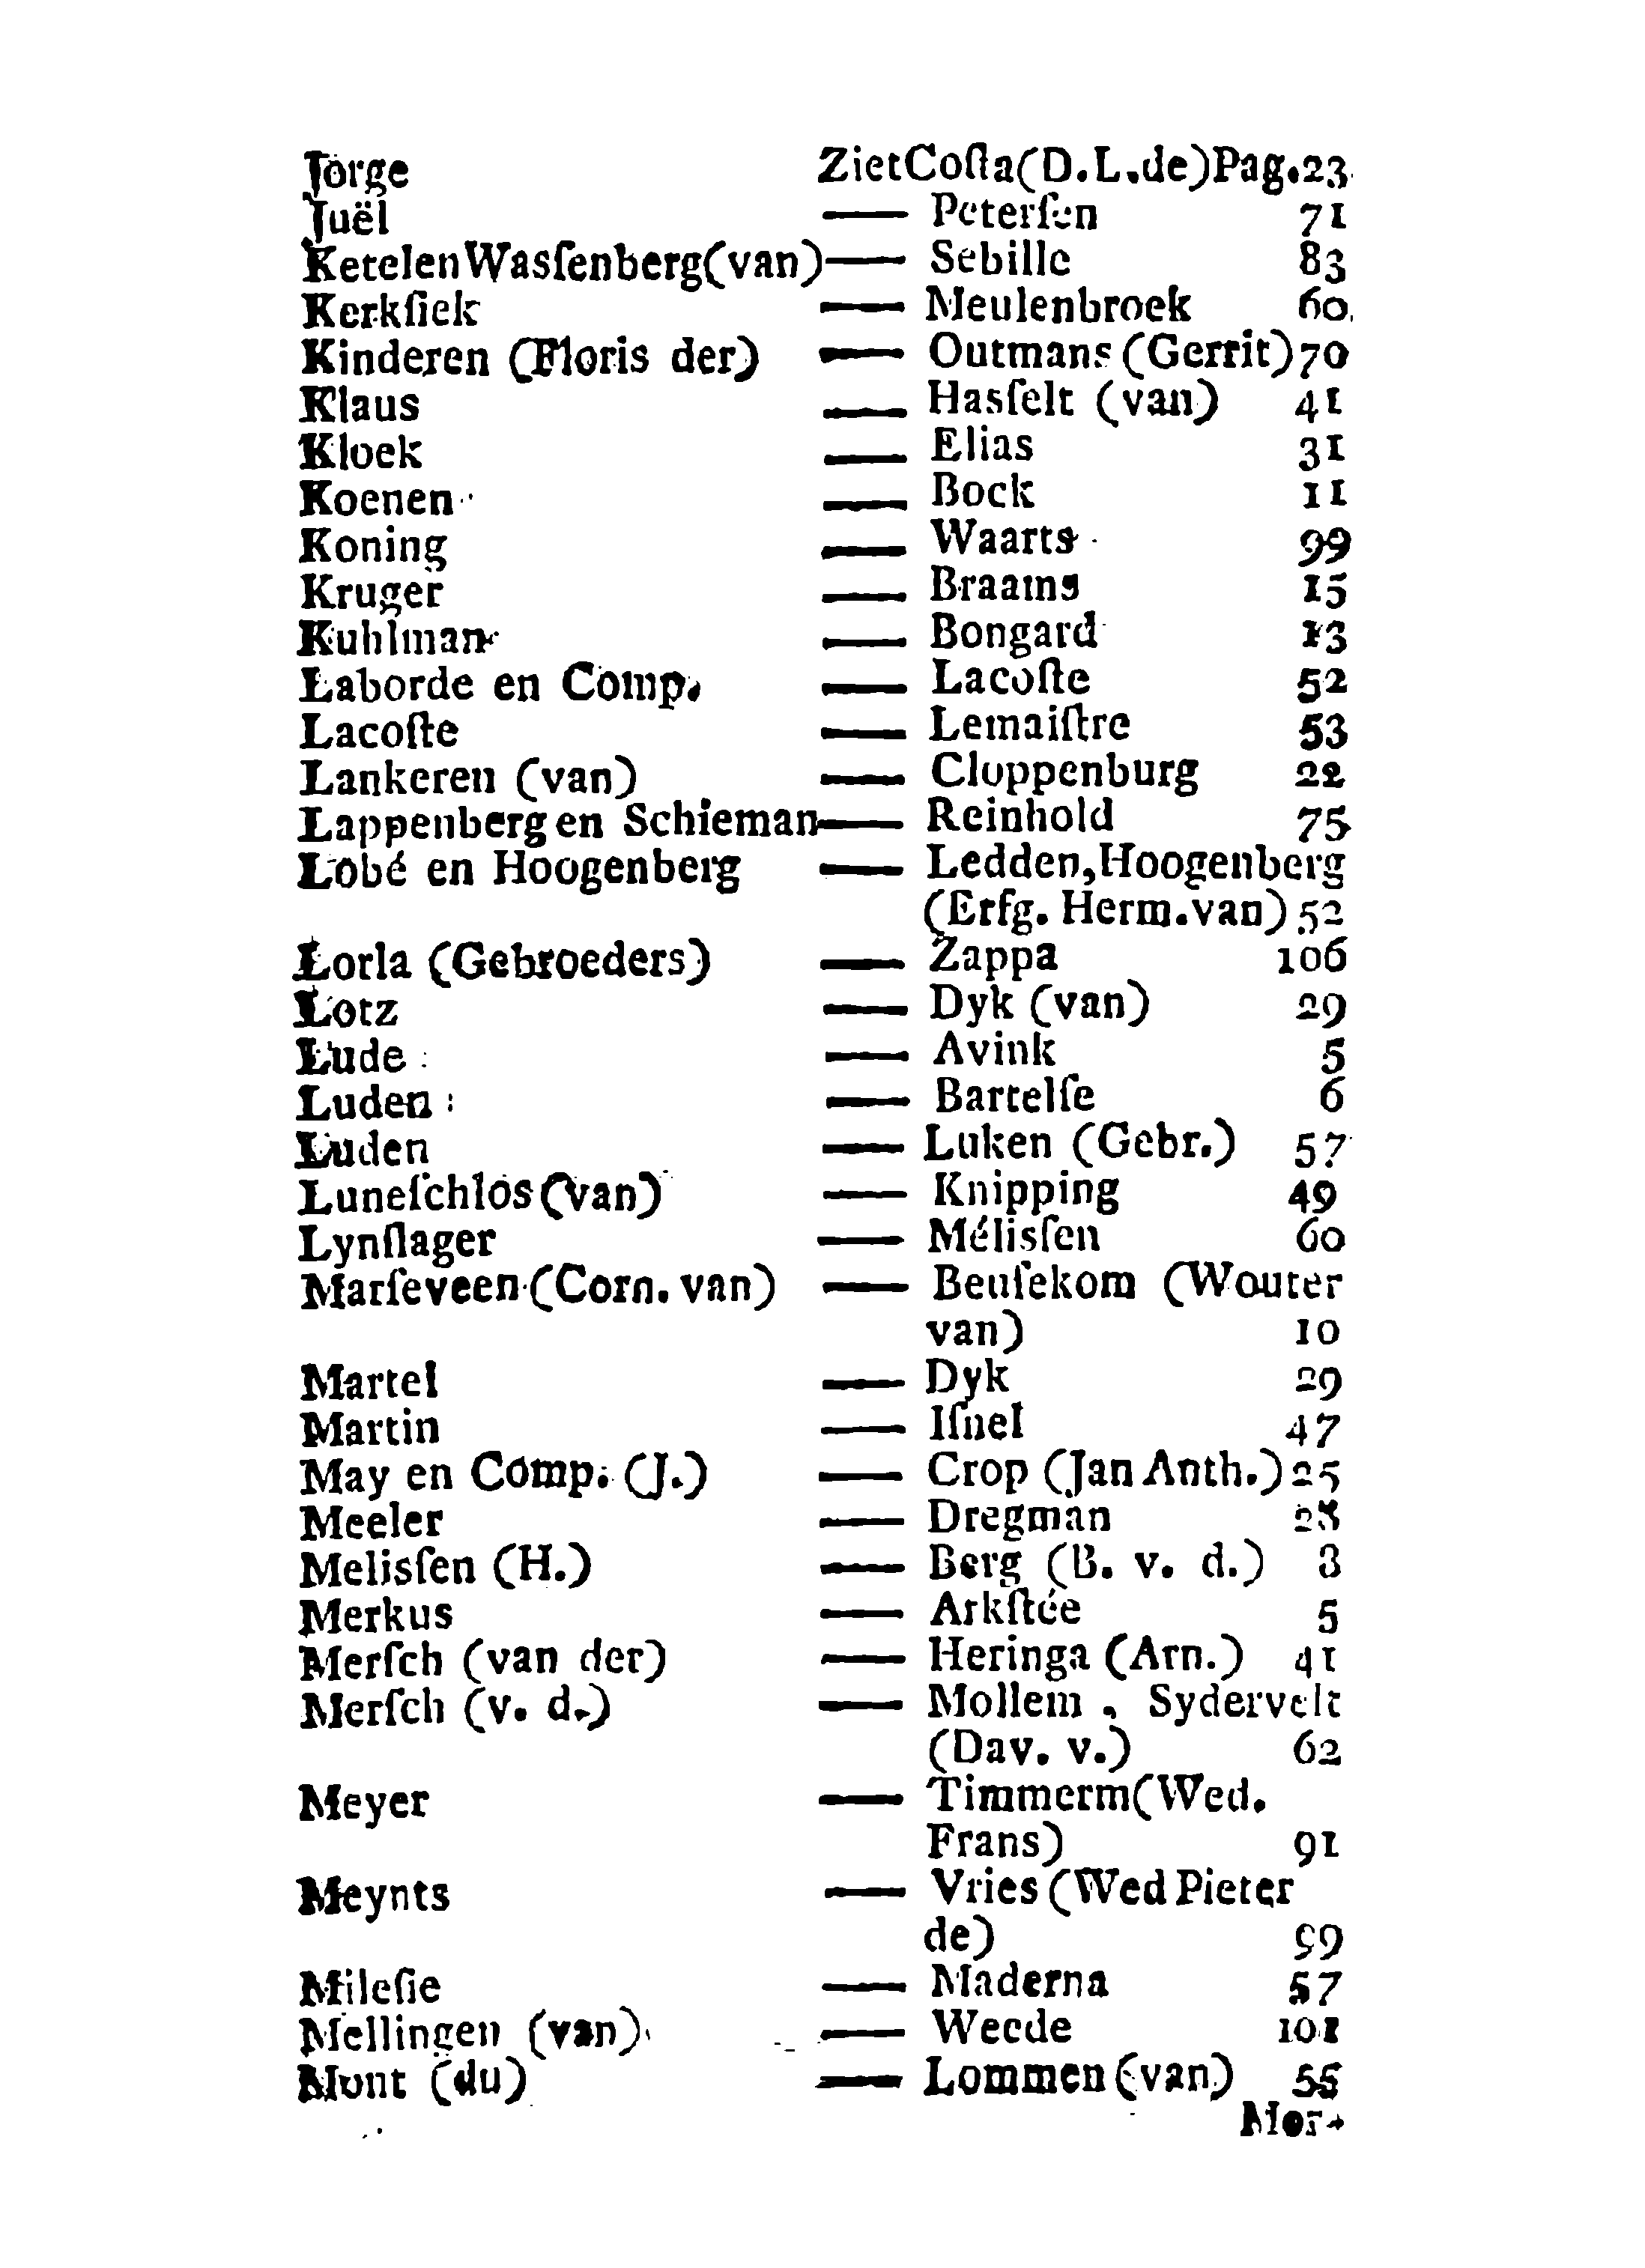 Jorge ZietCoſta(D.L.de)Pag.23
Juël — Peterſen 71
KetelenWasſenberg(van) — Sebille 83
Kerkſiek — Meulenbroek 60
Kinderen (Floris der) — Outmans (Gerrit) 70
Klaus — Hasſelt (van) 41
Kloek — Elias 31
Koenen — Bock 11
Koning — Waarts 99
Kruger — Braams 15
Kuhlman — Bongard 13
Laborde en Comp. — Lacoſte 52
Lacoſte — Lemaiſtre 53
Lankeren (van) — Cloppenburg 22
Lappenberg en Schieman — Reinhold 75
Lobé en Hoogenberg — Ledden,Hoogenberg
(Erfg. Herm.van) 52
Lorla (Gebroeders) — Zappa 106
Lotz — Dyk (van) 29
Lude — Avink 5
Luden — Bartelſe 6
Luden — Luken (Gebr.) 57
Luneſchlos (van) — Knipping 49
Lynſlager — Mélisſen 60
Marſeveen (Corn. van) — Beuſekom (Wouter
van) 10
Martel — Dyk 29
Martin — Iſnel 47
May en Comp. (J.) — Crop (Jan Anth.) 25
Meeler — Dregman 28
Melisſen (H.) — Berg (B. v. d.) 8
Merkus — Arkſtée 5
Merſch (van der) — Heringa (Arn.) 41
Merſch (v. d.) — Mollem , Sydervelt
(Dav. v.) 62
Meyer — Timmerm(Wed.
Frans) 91
Meynts — Vries (Wed Pieter
de) 99
Mileſie — Maderna 57
Mellingen (van) — Weede 101
Mont (du) — Lommen (van) 55
Mor-